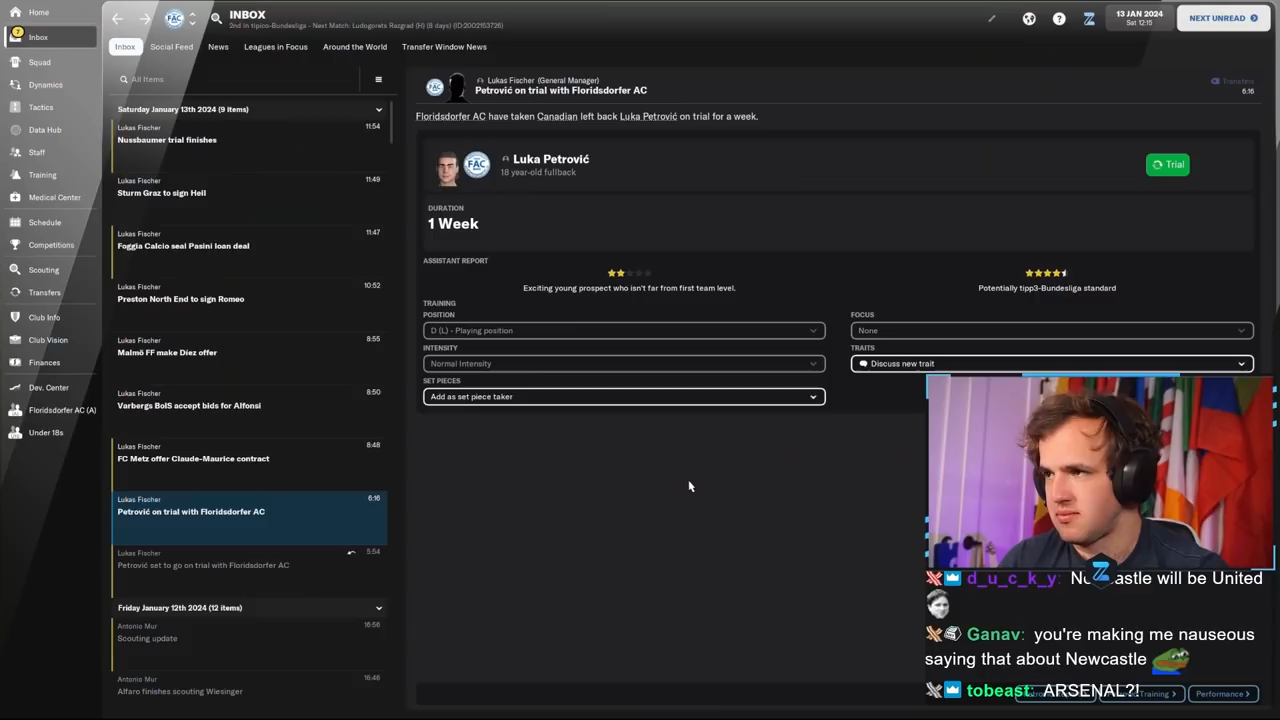 Home
INBOX
2nd in tipico-Bundesliga - Next Match: Ludogorets Razgrad (H) (8 days) (ID:2002153726)
13 JAN 2024
Sat 12:15
NEXT UNREAD
7
Inbox
Squad
Dynamics
Tactics
Data Hub
Staff
Training
Medical Center
Schedule
Competitions
Scouting
Transfers
Club Info
Club Vision
Finances
Dev. Center
Floridsdorfer AC (A)
Under 18s
Inbox
Social Feed
News
Leagues in Focus
Around the World
Transfer Window News
All Items
Saturday January 13th 2024 (9 items)
Lukas Fischer
11:54
Nussbaumer trial finishes
Lukas Fischer
11:49
Sturm Graz to sign Heil
Lukas Fischer
11:47
Foggia Calcio seal Pasini loan deal
Lukas Fischer
10:52
Preston North End to sign Romeo
Lukas Fischer
8:55
Malmö FF make Díez offer
Lukas Fischer
8:50
Varbergs BoIS accept bids for Alfonsi
Lukas Fischer
8:48
FC Metz offer Claude-Maurice contract
Lukas Fischer
6:16
Petrović on trial with Floridsdorfer AC
Lukas Fischer
5:54
Petrović set to go on trial with Floridsdorfer AC
Friday January 12th 2024 (12 items)
Antonio Mur
16:56
Scouting update
Antonio Mur
16:46
Alfaro finishes scouting Wiesinger
Lukas Fischer (General Manager)
Petrović on trial with Floridsdorfer AC
Transfers
6:16
Floridsdorfer AC have taken Canadian left back Luka Petrović on trial for a week.
Luka Petrović
18 year-old fullback
Trial
DURATION
1 Week
ASSISTANT REPORT
Exciting young prospect who isn't far from first team level.
Potentially tipp3-Bundesliga standard
TRAINING
POSITION
D (L) - Playing position
FOCUS
None
INTENSITY
Normal Intensity
TRAITS
Discuss new trait
SET PIECES
Add as set piece taker
d_u_c_k_y: Newcastle will be United
Ganav: you're making me nauseous
saying that about Newcastle
tobeast: ARSENAL?!
Training
Performance